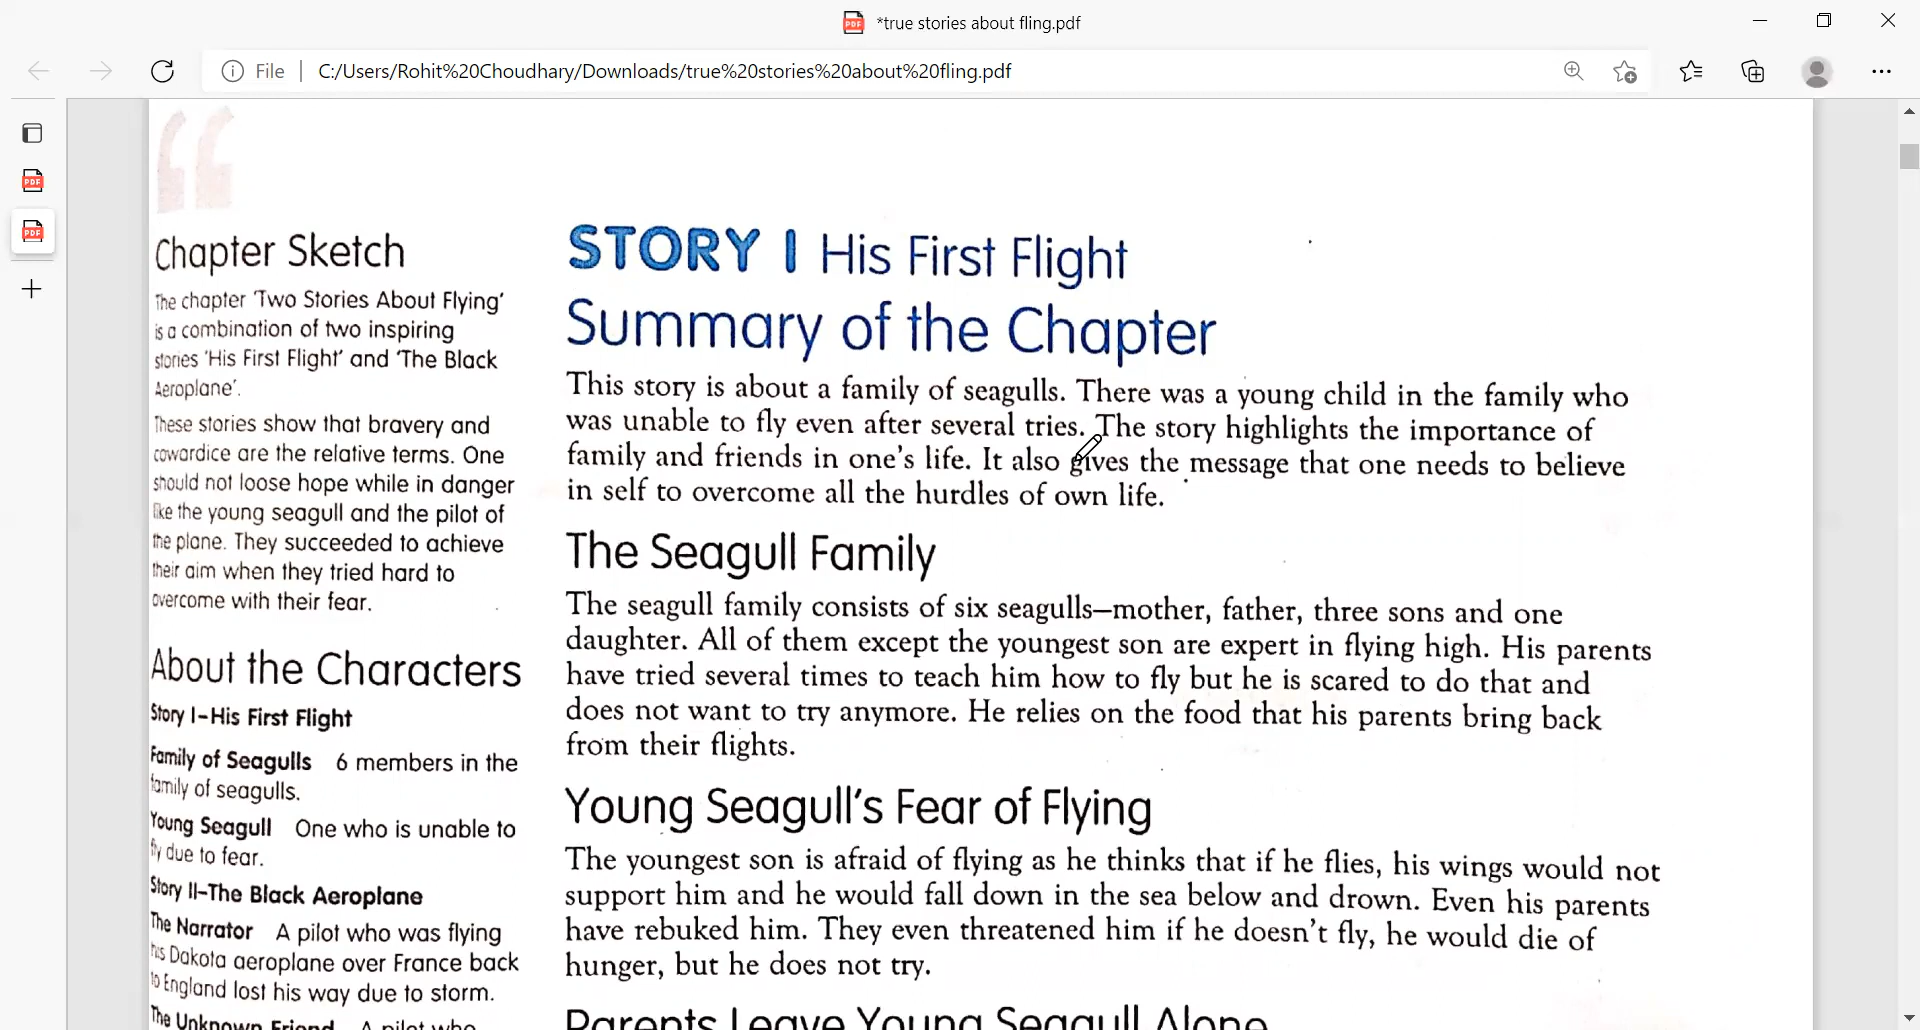 *true stories about fling.pdf
File | C:/Users/Rohit%20Choudhary/Downloads/true%20stories%20about%20fling.pdf
Chapter Sketch
The chapter 'Two Stories About Flying'
is a combination of two inspiring
stories 'His First Flight' and 'The Black
Aeroplane'.
These stories show that bravery and
cowardice are the relative terms. One
should not loose hope while in danger
like the young seagull and the pilot of
the plane. They succeeded to achieve
their aim when they tried hard to
overcome with their fear.
About the Characters
Story I-His First Flight
Family of Seagulls 6 members in the
family of seagulls.
Young Seagull One who is unable to
fly due to fear.
Story II-The Black Aeroplane
The Narrator A pilot who was flying
his Dakota aeroplane over France back
to England lost his way due to storm.
The Unknown Friend A pilot who
STORY I His First Flight
Summary of the Chapter
This story is about a family of seagulls. There was a young child in the family who
was unable to fly even after several tries. The story highlights the importance of
family and friends in one's life. It also gives the message that one needs to believe
in self to overcome all the hurdles of own life.
The Seagull Family
The seagull family consists of six seagulls—mother, father, three sons and one
daughter. All of them except the youngest son are expert in flying high. His parents
have tried several times to teach him how to fly but he is scared to do that and
does not want to try anymore. He relies on the food that his parents bring back
from their flights.
Young Seagull's Fear of Flying
The youngest son is afraid of flying as he thinks that if he flies, his wings would not
support him and he would fall down in the sea below and drown. Even his parents
have rebuked him. They even threatened him if he doesn't fly, he would die of
hunger, but he does not try.
Parents Leave Young Seagull Alone